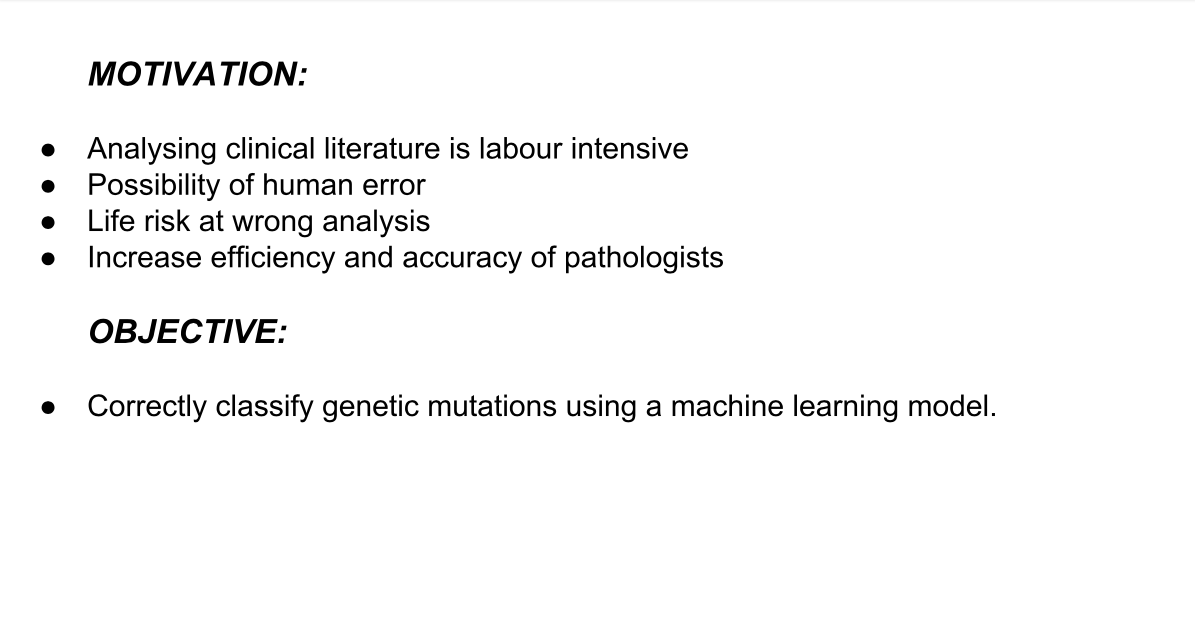 MOTIVATION:
● Analysing clinical literature is labour intensive
● Possibility of human error
● Life risk at wrong analysis
● Increase efficiency and accuracy of pathologists
OBJECTIVE:
● Correctly classify genetic mutations using a machine learning model.